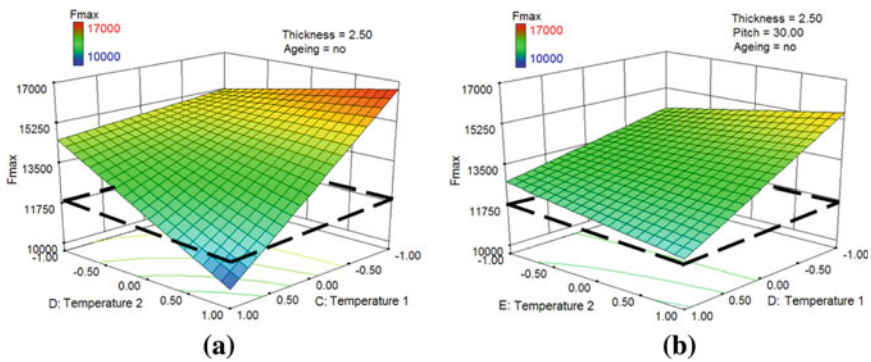 Fmax
17000
10000
Thickness = 2.50
Ageing = no
17000
15250
13500
11750
10000
Fmax
-1.00
-0.50
0.00
0.50
1.00
D: Temperature 2
1.00
0.50
0.00
-0.50
-1.00
C: Temperature 1
(a)
Fmax
17000
10000
Thickness = 2.50
Pitch = 30.00
Ageing = no
17000
15250
13500
11750
10000
Fmax
-1.00
-0.50
0.00
0.50
1.00
E: Temperature 2
1.00
0.50
0.00
-0.50
-1.00
D: Temperature 1
(b)